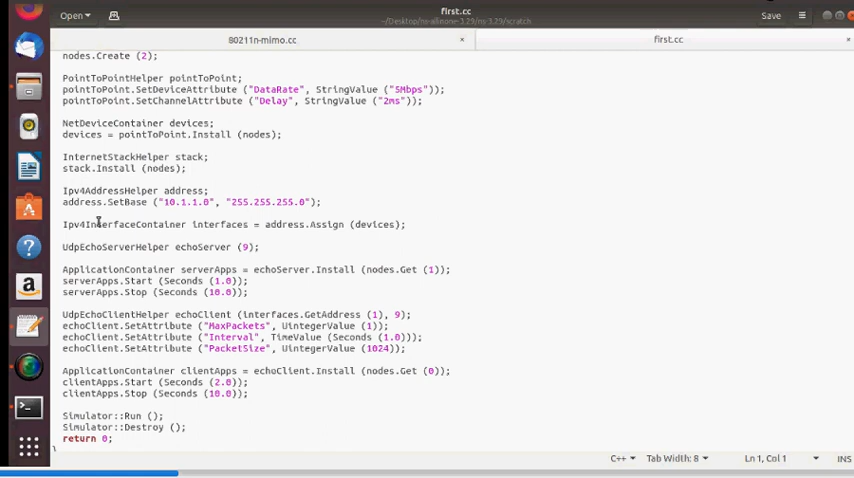 first.cc
Open
~/Desktop/ns-allinone-3.29/ns-3.29/scratch
Save
80211n-mimo.cc
first.cc
nodes.Create (2);
PointToPointHelper pointToPoint;
pointToPoint.SetDeviceAttribute ("DataRate", StringValue ("5Mbps"));
pointToPoint.SetChannelAttribute ("Delay", StringValue ("2ms"));
NetDeviceContainer devices;
devices = pointToPoint.Install (nodes);
InternetStackHelper stack;
stack.Install (nodes);
Ipv4AddressHelper address;
address.SetBase ("10.1.1.0", "255.255.255.0");
Ipv4InterfaceContainer interfaces = address.Assign (devices);
UdpEchoServerHelper echoServer (9);
ApplicationContainer serverApps = echoServer.Install (nodes.Get (1));
serverApps.Start (Seconds (1.0));
serverApps.Stop (Seconds (10.0));
UdpEchoClientHelper echoClient (interfaces.GetAddress (1), 9);
echoClient.SetAttribute ("MaxPackets", UintegerValue (1));
echoClient.SetAttribute ("Interval", TimeValue (Seconds (1.0)));
echoClient.SetAttribute ("PacketSize", UintegerValue (1024));
ApplicationContainer clientApps = echoClient.Install (nodes.Get (0));
clientApps.Start (Seconds (2.0));
clientApps.Stop (Seconds (10.0));
Simulator::Run ();
Simulator::Destroy ();
return 0;
}
C++ Tab Width: 8 Ln 1, Col 1 INS